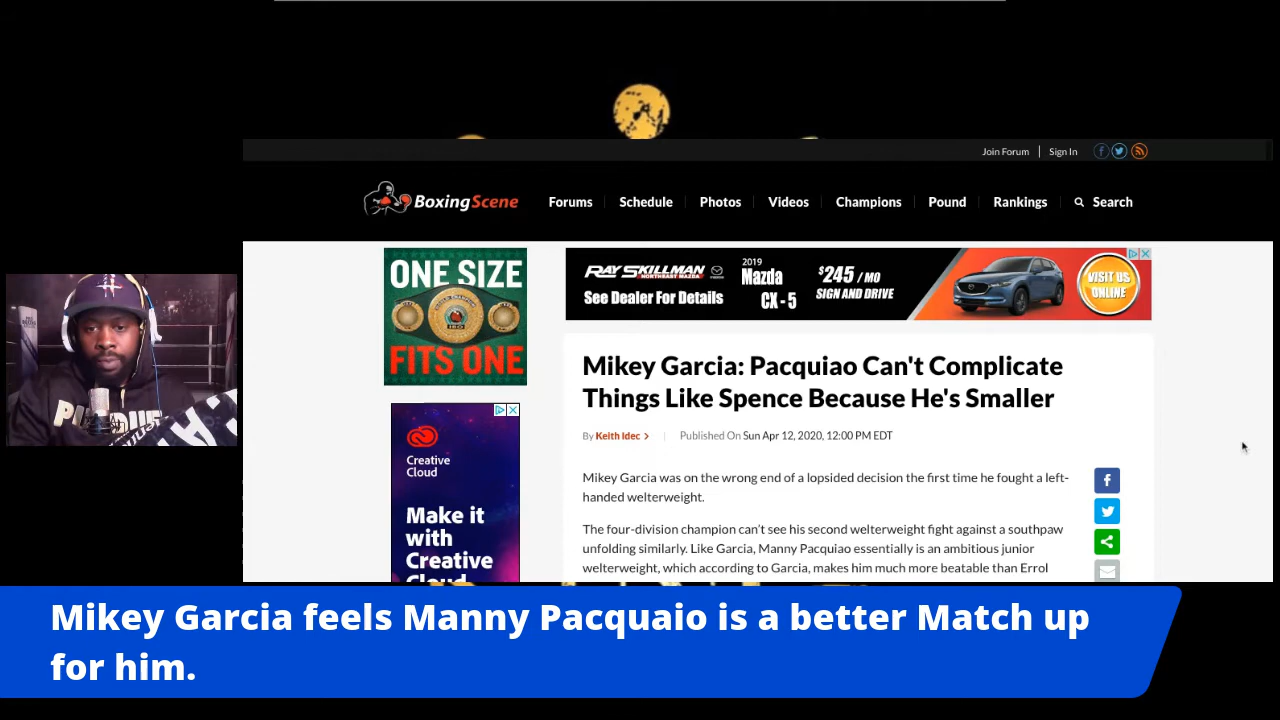 Join Forum
Sign In
BoxingScene
Forums
Schedule
Photos
Videos
Champions
Pound
Rankings
Search
ONE SIZE
FITS ONE
RAY SKILLMAN
NORTHEAST MAZDA
See Dealer For Details
2019
Mazda
CX-5
$245 / MO
SIGN AND DRIVE
VISIT US
ONLINE
Creative
Cloud
Make it
with
Creative
Cloud
Mikey Garcia: Pacquiao Can't Complicate
Things Like Spence Because He's Smaller
By Keith Idec > | Published On Sun Apr 12, 2020, 12:00 PM EDT
Mikey Garcia was on the wrong end of a lopsided decision the first time he fought a left-
handed welterweight.
The four-division champion can't see his second welterweight fight against a southpaw
unfolding similarly. Like Garcia, Manny Pacquiao essentially is an ambitious junior
welterweight, which according to Garcia, makes him much more beatable than Errol
Mikey Garcia feels Manny Pacquaio is a better Match up
for him.